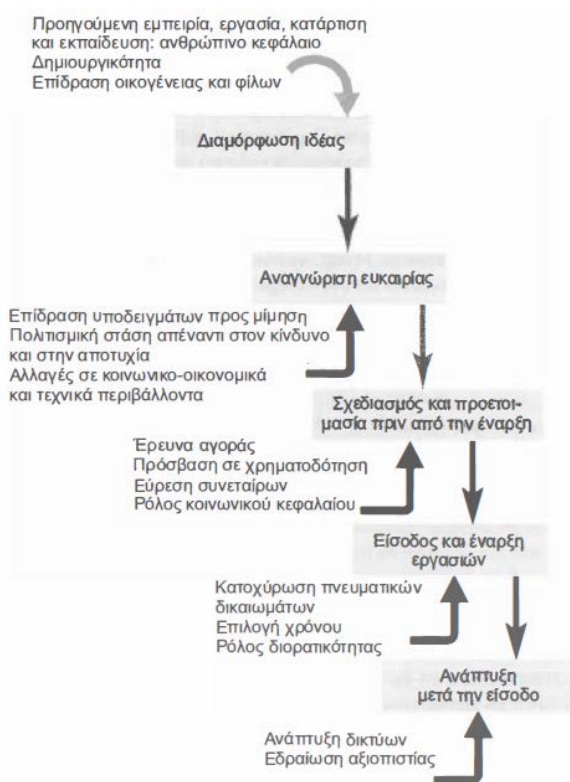 Προηγούμενη εμπειρία, εργασία, κατάρτιση
και εκπαίδευση: ανθρώπινο κεφάλαιο
Δημιουργικότητα
Επίδραση οικογένειας και φίλων
Διαμόρφωση ιδέας
Αναγνώριση ευκαιρίας
Επίδραση υποδειγμάτων προς μίμηση
Πολιτισμική στάση απέναντι στον κίνδυνο
και στην αποτυχία
Αλλαγές σε κοινωνικο-οικονομικά
και τεχνικά περιβάλλοντα
Σχεδιασμός και προετοι-
μασία πριν από την έναρξη
Έρευνα αγοράς
Πρόσβαση σε χρηματοδότηση
Εύρεση συνεταίρων
Ρόλος κοινωνικού κεφαλαίου
Είσοδος και έναρξη
εργασιών
Κατοχύρωση πνευματικών
δικαιωμάτων
Επιλογή χρόνου
Ρόλος διορατικότητας
Ανάπτυξη
μετά την είσοδο
Ανάπτυξη δικτύων
Εδραίωση αξιοπιστίας